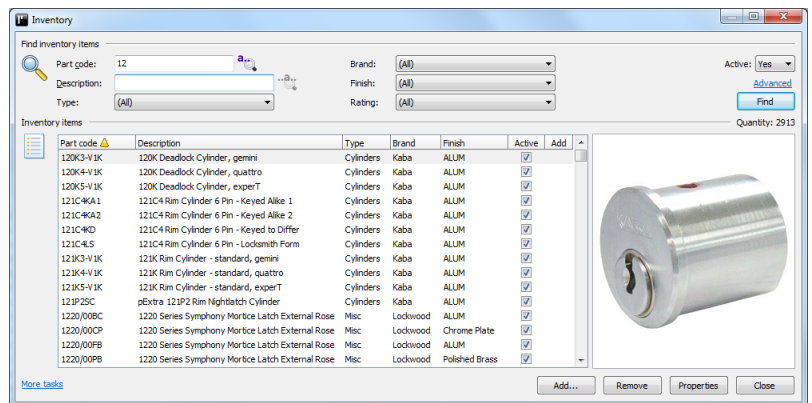 Inventory
Find inventory items
Part code: 12 a.. Brand: (All) Active: Yes
Description: ..a.. Finish: (All) Advanced
Type: (All) Rating: (All) Find
Inventory items Quantity: 2913
Part code Description Type Brand Finish Active Add
120K3-V1K 120K Deadlock Cylinder, gemini Cylinders Kaba ALUM
120K4-V1K 120K Deadlock Cylinder, quattro Cylinders Kaba ALUM
120K5-V1K 120K Deadlock Cylinder, experT Cylinders Kaba ALUM
121C4KA1 121C4 Rim Cylinder 6 Pin - Keyed Alike 1 Cylinders Kaba ALUM
121C4KA2 121C4 Rim Cylinder 6 Pin - Keyed Alike 2 Cylinders Kaba ALUM
121C4KD 121C4 Rim Cylinder 6 Pin - Keyed to Differ Cylinders Kaba ALUM
121C4LS 121C4 Rim Cylinder 6 Pin - Locksmith Form Cylinders Kaba ALUM
121K3-V1K 121K Rim Cylinder - standard, gemini Cylinders Kaba ALUM
121K4-V1K 121K Rim Cylinder - standard, quattro Cylinders Kaba ALUM
121K5-V1K 121K Rim Cylinder - standard, experT Cylinders Kaba ALUM
121P2SC pExtra 121P2 Rim Nightlatch Cylinder Cylinders Kaba ALUM
1220/00BC 1220 Series Symphony Mortice Latch External Rose Misc Lockwood ALUM
1220/00CP 1220 Series Symphony Mortice Latch External Rose Misc Lockwood Chrome Plate
1220/00FB 1220 Series Symphony Mortice Latch External Rose Misc Lockwood ALUM
1220/00PB 1220 Series Symphony Mortice Latch External Rose Misc Lockwood Polished Brass
More tasks Add... Remove Properties Close